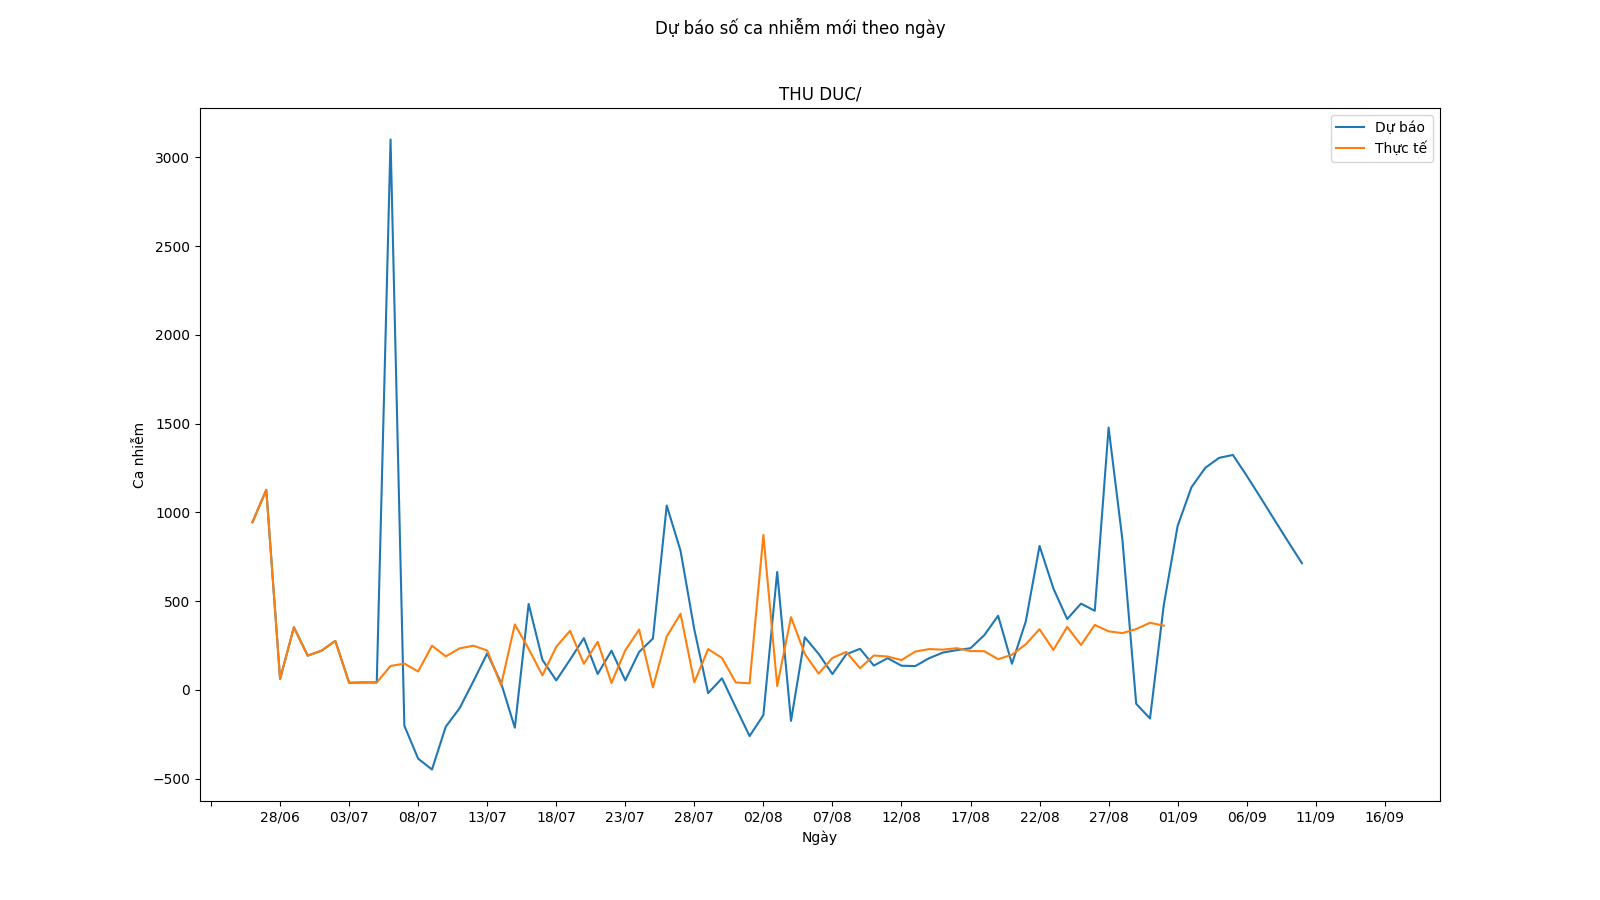 Dự báo số ca nhiễm mới theo ngày
THU DUC/
Dự báo
Thực tế
3000
2500
2000
1500
1000
500
0
−500
Ca nhiễm
28/06 03/07 08/07 13/07 18/07 23/07 28/07 02/08 07/08 12/08 17/08 22/08 27/08 01/09 06/09 11/09 16/09
Ngày